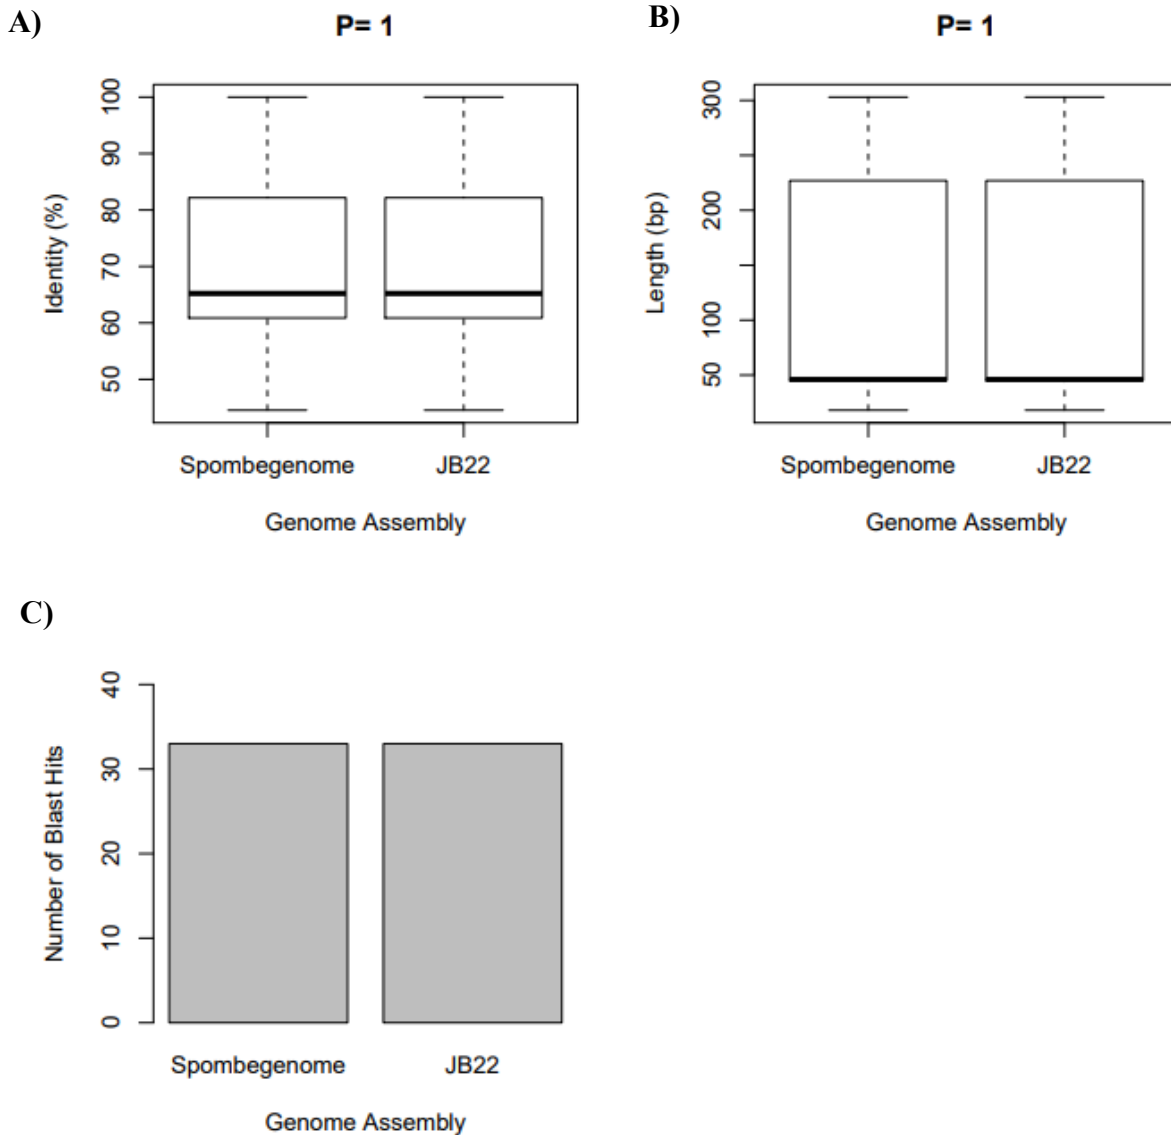 A)
P= 1
Identity (%)
100
90
80
70
60
50
Spombegenome JB22
Genome Assembly
B)
P= 1
Length (bp)
300
200
100
50
Spombegenome JB22
Genome Assembly
C)
Number of Blast Hits
40
30
20
10
0
Spombegenome JB22
Genome Assembly